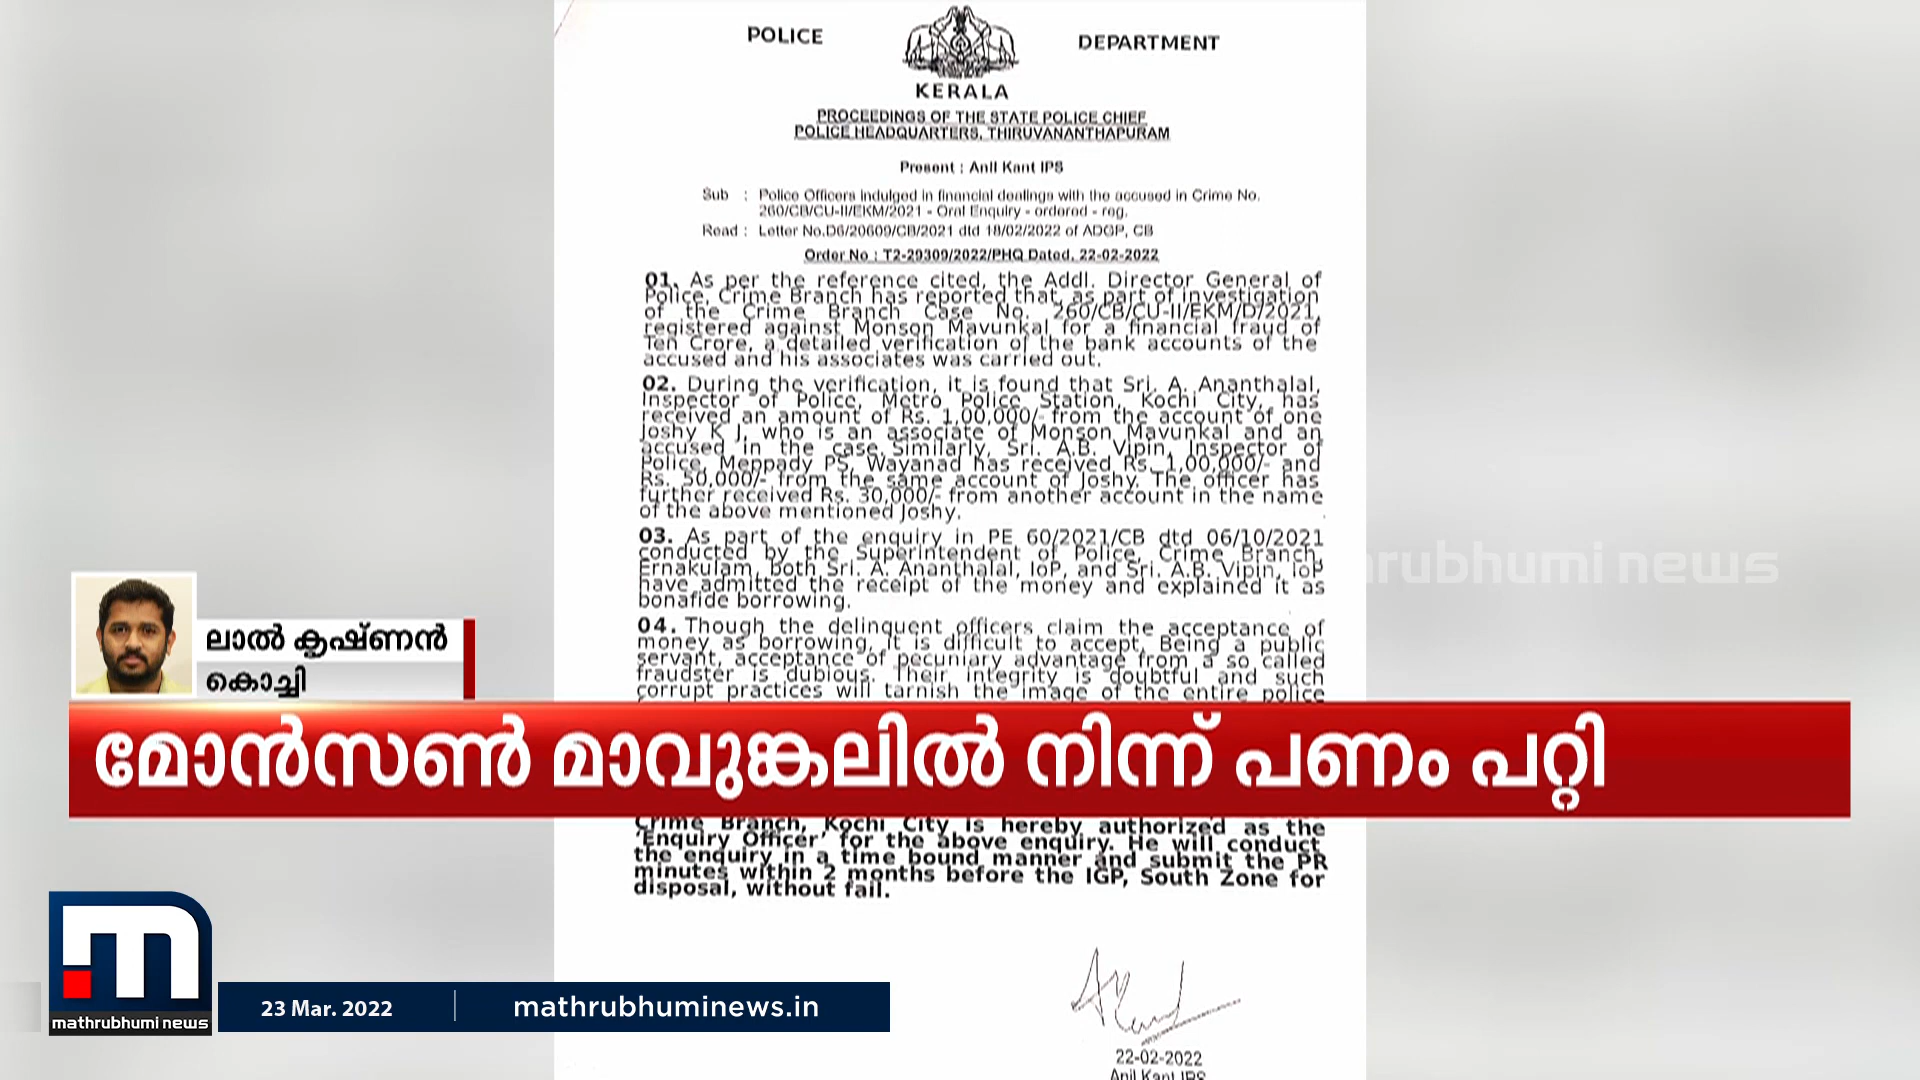 POLICE DEPARTMENT
KERALA
PROCEEDINGS OF THE STATE POLICE CHIEF
POLICE HEADQUARTERS, THIRUVANANTHAPURAM
Present : Anil Kant IPS
Sub : Police Officers indulged in financial dealings with the accused in Crime No.
260/CB/CU-II/EKM/2021 - Oral Enquiry - ordered - reg.
Read : Letter No.D6/20609/CB/2021 dtd 18/02/2022 of ADGP, CB
Order No : T2-29309/2022/PHQ Dated, 22-02-2022
01. As per the reference cited, the Addl. Director General of
Police, Crime Branch has reported that, as part of investigation
of the Crime Branch Case No. 260/CB/CU-II/EKM/D/2021,
registered against Monson Mavunkal for a financial fraud of
Ten Crore, a detailed verification of the bank accounts of the
accused and his associates was carried out.
02. During the verification, it is found that Sri. A. Ananthalal,
Inspector of Police, Metro Police Station, Kochi City, has
received an amount of Rs. 1,00,000/- from the account of one
Joshy K J, who is an associate of Monson Mavunkal and an
accused in the case. Similarly, Sri. A.B. Vipin, Inspector of
Police, Meppady PS, Wayanad has received Rs. 1,00,000/- and
Rs. 50,000/- from the same account of Joshy. The officer has
further received Rs. 30,000/- from another account in the name
of the above mentioned Joshy.
03. As part of the enquiry in PE 60/2021/CB dtd 06/10/2021
conducted by the Superintendent of Police, Crime Branch,
Ernakulam, both Sri. A. Ananthalal, IoP, and Sri. A.B. Vipin, IoP
have admitted the receipt of the money and explained it as
bonafide borrowing.
04. Though the delinquent officers claim the acceptance of
money as borrowing, it is difficult to accept. Being a public
servant, acceptance of pecuniary advantage from a so called
fraudster is dubious. Their integrity is doubtful and such
corrupt practices will tarnish the image of the entire police
mathrubhumi news
ലാൽ കൃഷ്ണൻ
കൊച്ചി
മോൻസൺ മാവുങ്കലിൽ നിന്ന് പണം പറ്റി
Crime Branch, Kochi City is hereby authorized as the
'Enquiry Officer' for the above enquiry. He will conduct
the enquiry in a time bound manner and submit the PR
minutes within 2 months before the IGP, South Zone for
disposal, without fail.
22-02-2022
Anil Kant IPS
mathrubhumi news
23 Mar. 2022
mathrubhuminews.in